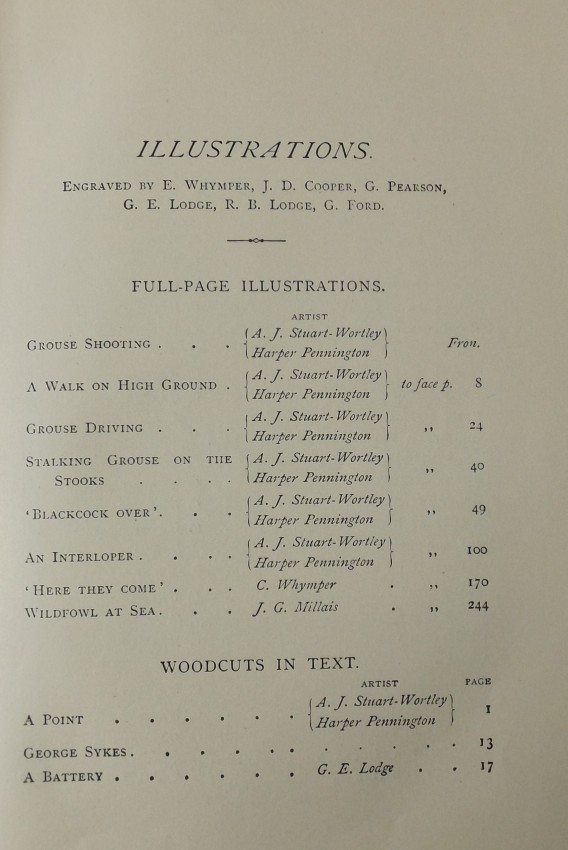 ILLUSTRATIONS.
ENGRAVED BY E. WHYMPER, J. D. COOPER, G. PEARSON,
G. E. LODGE, R. B. LODGE, G. FORD.
FULL-PAGE ILLUSTRATIONS.
ARTIST
GROUSE SHOOTING . . . { A. J. Stuart-Wortley } Fron.
{ Harper Pennington }
A WALK ON HIGH GROUND . { A. J. Stuart-Wortley } to face p. 8
{ Harper Pennington }
GROUSE DRIVING . . . { A. J. Stuart-Wortley } ,, 24
{ Harper Pennington }
STALKING GROUSE ON THE { A. J. Stuart-Wortley } ,, 40
STOOKS . . . . { Harper Pennington }
'BLACKCOCK OVER'. . . { A. J. Stuart-Wortley } ,, 49
{ Harper Pennington }
AN INTERLOPER . . . . { A. J. Stuart-Wortley } ,, 100
{ Harper Pennington }
'HERE THEY COME' . . . C. Whymper . ,, 170
WILDFOWL AT SEA . . . J. G. Millais . ,, 244
WOODCUTS IN TEXT.
ARTIST PAGE
A POINT . . . . . . { A. J. Stuart-Wortley } 1
{ Harper Pennington }
GEORGE SYKES . . . . . . . . . . . . 13
A BATTERY . . . . . . G. E. Lodge . . 17